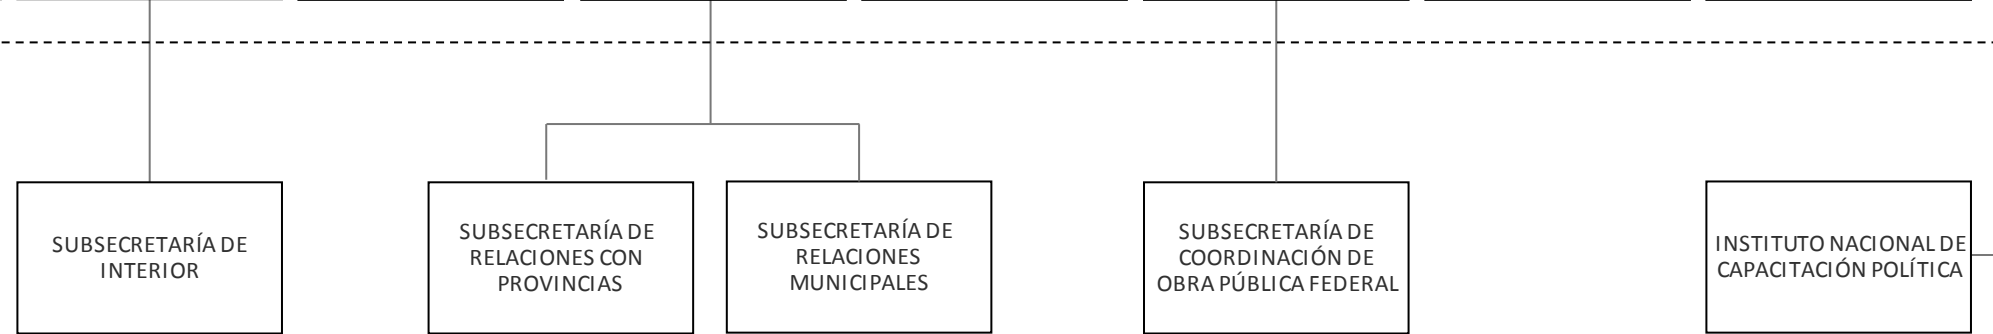 SUBSECRETARÍA DE
INTERIOR
SUBSECRETARÍA DE
RELACIONES CON
PROVINCIAS
SUBSECRETARÍA DE
RELACIONES
MUNICIPALES
SUBSECRETARÍA DE
COORDINACIÓN DE
OBRA PÚBLICA FEDERAL
INSTITUTO NACIONAL DE
CAPACITACIÓN POLÍTICA